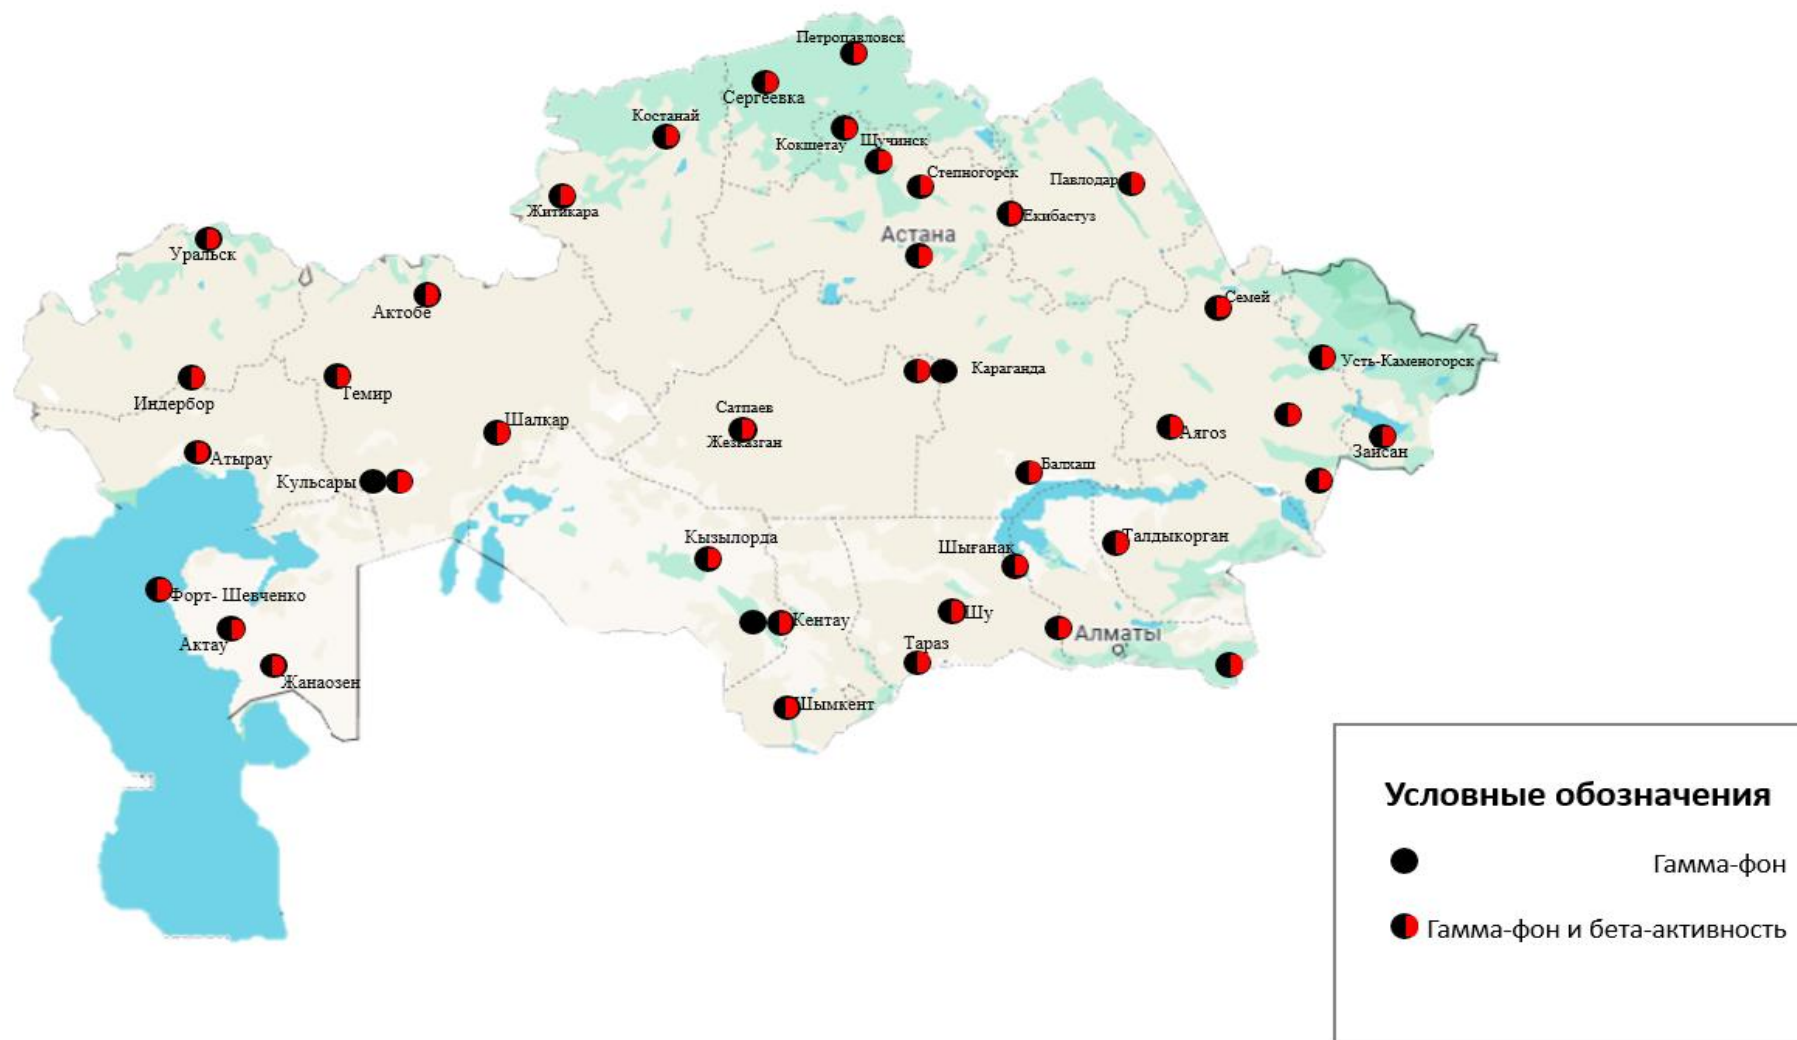 Петропавловск
Сергеевка
Костанай
Кокшетау
Щучинск
Степногорск
Павлодар
Житикара
Екибастуз
Астана
Уральск
Актобе
Семей
Усть-Каменогорск
Караганда
Индербор
Темир
Сатпаев
Жезказган
Шалкар
Аягоз
Зайсан
Атырау
Кульсары
Балхаш
Кызылорда
Шығанак
Талдыкорган
Форт- Шевченко
Кентау
Шу
Актау
Тараз
Алматы
Жанаозен
Шымкент
Условные обозначения
Гамма-фон
Гамма-фон и бета-активность